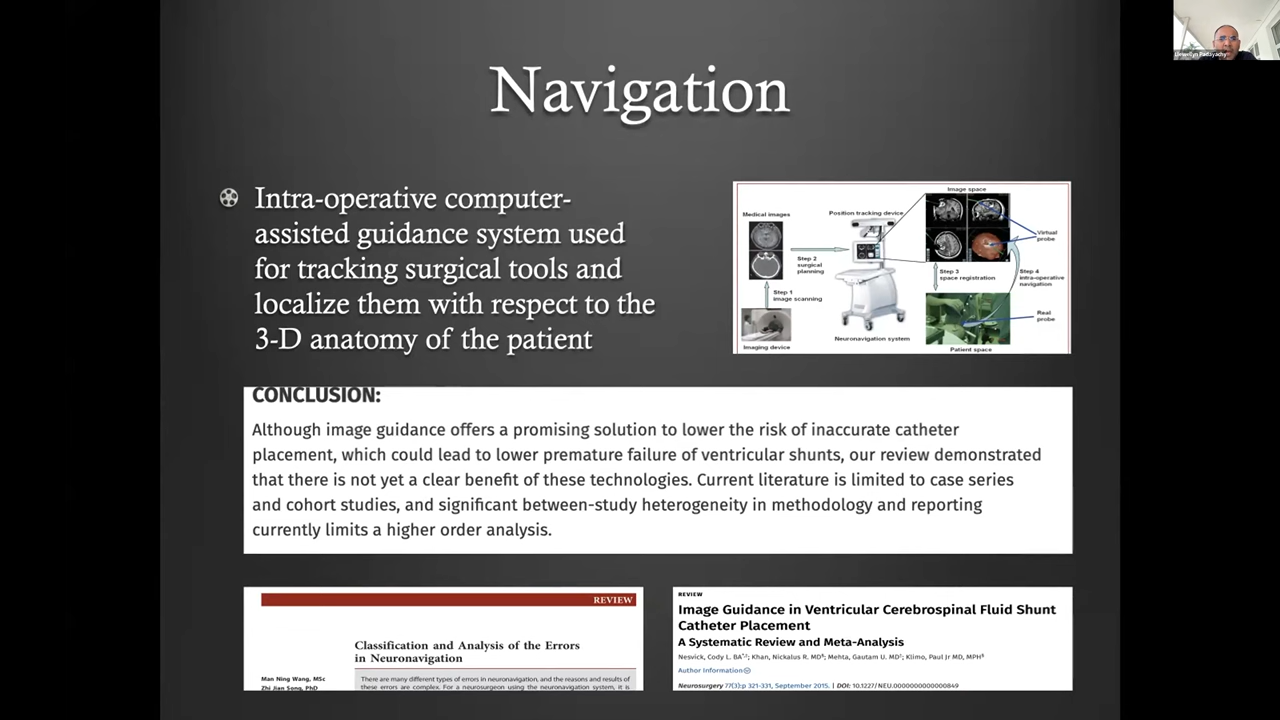 Llewellyn Padayachy
Navigation
Intra-operative computer-
assisted guidance system used
for tracking surgical tools and
localize them with respect to the
3-D anatomy of the patient
Image space
Medical images
Position tracking device
Virtual
probe
Step 2
surgical
planning
Step 3
space registration
Step 4
intra-operative
navigation
Step 1
image scanning
Real
probe
Neuronavigation system
Imaging device
Patient space
CONCLUSION:
Although image guidance offers a promising solution to lower the risk of inaccurate catheter
placement, which could lead to lower premature failure of ventricular shunts, our review demonstrated
that there is not yet a clear benefit of these technologies. Current literature is limited to case series
and cohort studies, and significant between-study heterogeneity in methodology and reporting
currently limits a higher order analysis.
REVIEW
Classification and Analysis of the Errors
in Neuronavigation
Man Ning Wang, MSc
Zhi Jian Song, PhD
There are many different types of errors in neuronavigation, and the reasons and results of
these errors are complex. For a neurosurgeon using the neuronavigation system, it is
REVIEW
Image Guidance in Ventricular Cerebrospinal Fluid Shunt
Catheter Placement
A Systematic Review and Meta-Analysis
Nesvick, Cody L. BA*,‡; Khan, Nickalus R. MD§; Mehta, Gautam U. MD‡; Klimo, Paul Jr MD, MPH§
Author Information
Neurosurgery 77(3):p 321-331, September 2015. | DOI: 10.1227/NEU.0000000000000849